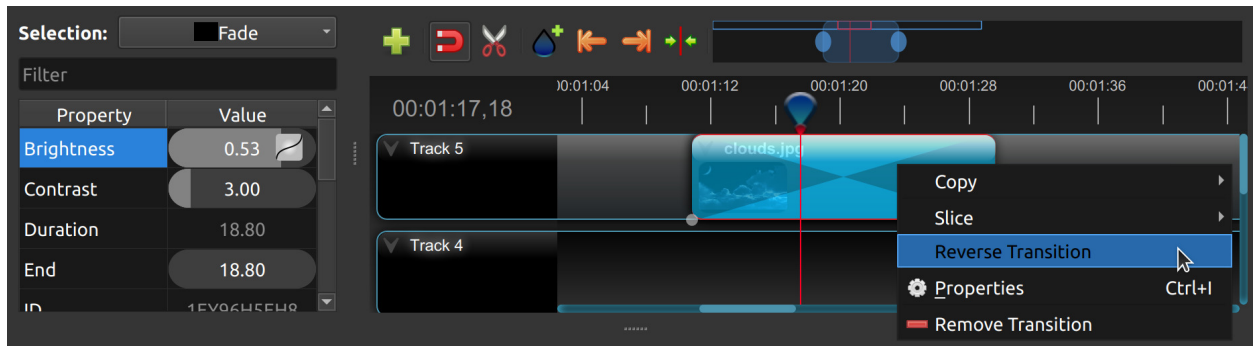 Selection:
Fade
Filter
Property Value
Brightness 0.53
Contrast 3.00
Duration 18.80
End 18.80
00:01:17,18
00:01:12 00:01:20 00:01:28 00:01:36
Track 5
clouds.jpg
Track 4
Copy
Slice
Reverse Transition
Properties Ctrl+I
Remove Transition